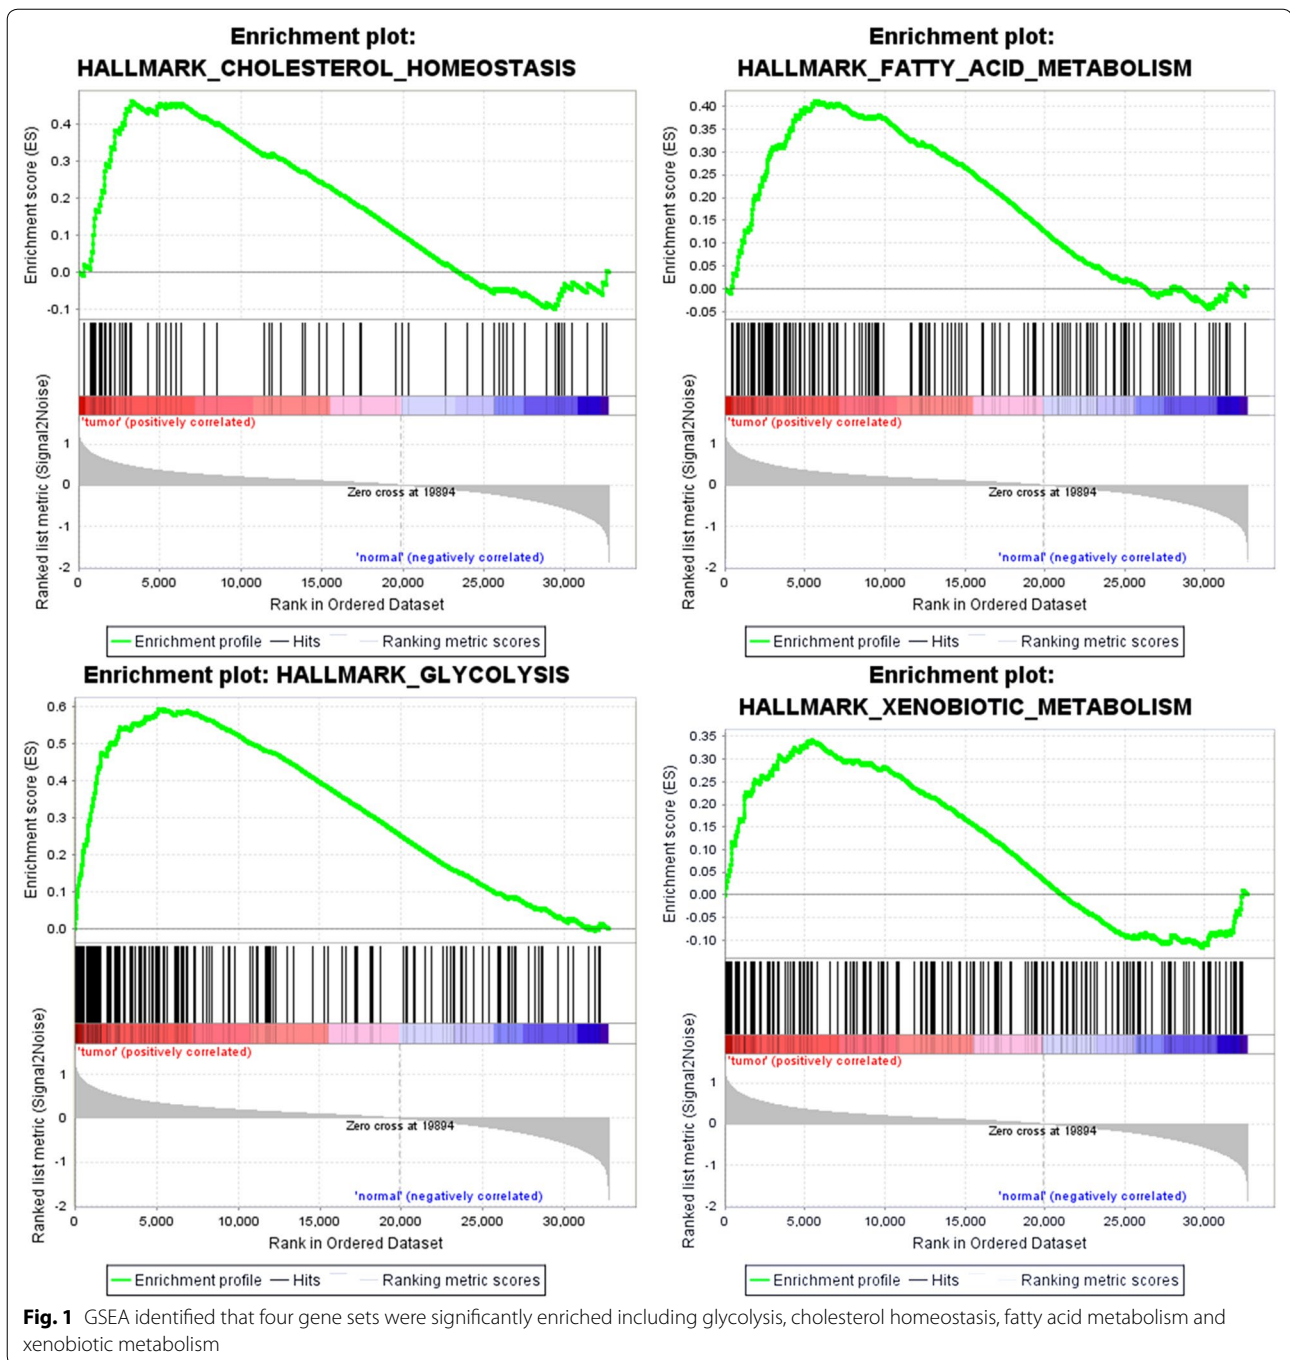 Enrichment plot:
HALLMARK_CHOLESTEROL_HOMEOSTASIS
Enrichment score (ES)
0.4
0.3
0.2
0.1
0.0
-0.1
'tumor' (positively correlated)
Ranked list metric (Signal2Noise)
1
0
-1
-2
Zero cross at 19894
'normal' (negatively correlated)
0 5,000 10,000 15,000 20,000 25,000 30,000
Rank in Ordered Dataset
Enrichment profile Hits Ranking metric scores
Enrichment plot:
HALLMARK_FATTY_ACID_METABOLISM
Enrichment score (ES)
0.40
0.35
0.30
0.25
0.20
0.15
0.10
0.05
0.00
-0.05
'tumor' (positively correlated)
Ranked list metric (Signal2Noise)
1
0
-1
-2
Zero cross at 19894
'normal' (negatively correlated)
0 5,000 10,000 15,000 20,000 25,000 30,000
Rank in Ordered Dataset
Enrichment profile Hits Ranking metric scores
Enrichment plot: HALLMARK_GLYCOLYSIS
Enrichment score (ES)
0.6
0.5
0.4
0.3
0.2
0.1
0.0
'tumor' (positively correlated)
Ranked list metric (Signal2Noise)
1
0
-1
-2
Zero cross at 19894
'normal' (negatively correlated)
0 5,000 10,000 15,000 20,000 25,000 30,000
Rank in Ordered Dataset
Enrichment profile Hits Ranking metric scores
Enrichment plot:
HALLMARK_XENOBIOTIC_METABOLISM
Enrichment score (ES)
0.35
0.30
0.25
0.20
0.15
0.10
0.05
0.00
-0.05
-0.10
'tumor' (positively correlated)
Ranked list metric (Signal2Noise)
1
0
-1
-2
Zero cross at 19894
'normal' (negatively correlated)
0 5,000 10,000 15,000 20,000 25,000 30,000
Rank in Ordered Dataset
Enrichment profile Hits Ranking metric scores
Fig. 1 GSEA identified that four gene sets were significantly enriched including glycolysis, cholesterol homeostasis, fatty acid metabolism and
xenobiotic metabolism